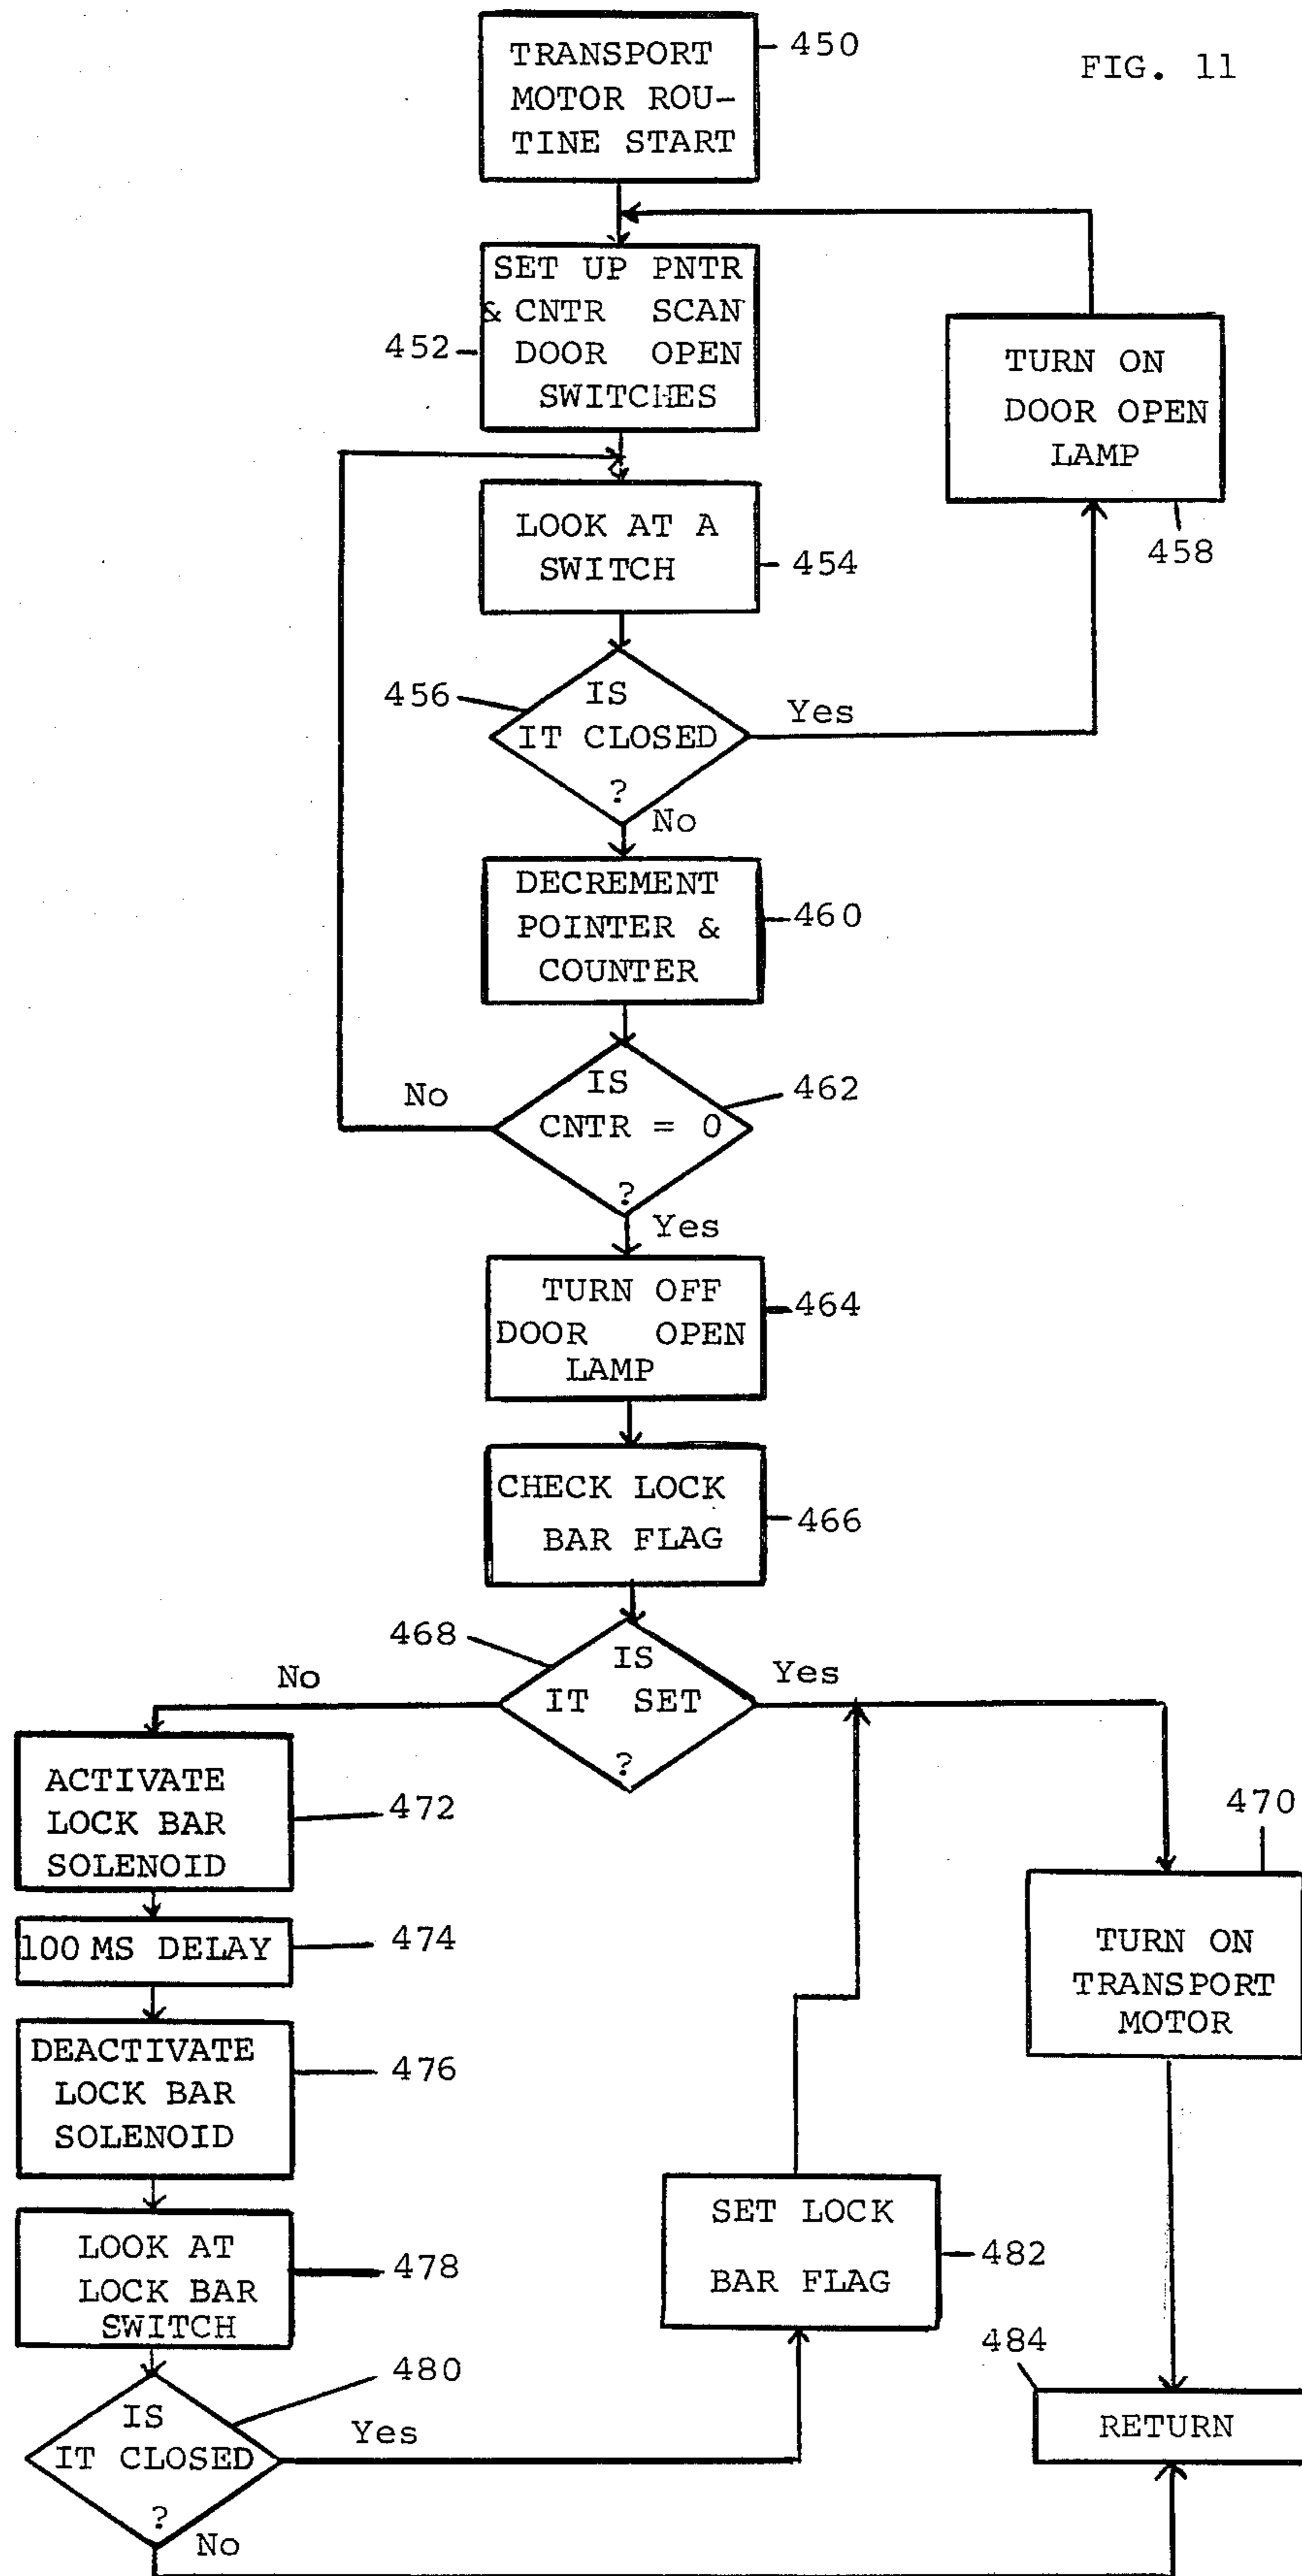 FIG. 11
TRANSPORT
MOTOR ROU-
TINE START
450
SET UP PNTR
& CNTR SCAN
DOOR OPEN
SWITCHES
452
TURN ON
DOOR OPEN
LAMP
458
LOOK AT A
SWITCH
454
456
IS
IT CLOSED
?
Yes
No
DECREMENT
POINTER &
COUNTER
460
IS
CNTR = 0
?
462
No
Yes
TURN OFF
DOOR OPEN
LAMP
464
CHECK LOCK
BAR FLAG
466
468
IS
IT SET
?
No
Yes
ACTIVATE
LOCK BAR
SOLENOID
472
470
TURN ON
TRANSPORT
MOTOR
100 MS DELAY
474
DEACTIVATE
LOCK BAR
SOLENOID
476
LOOK AT
LOCK BAR
SWITCH
478
SET LOCK
BAR FLAG
482
480
IS
IT CLOSED
?
Yes
No
484
RETURN